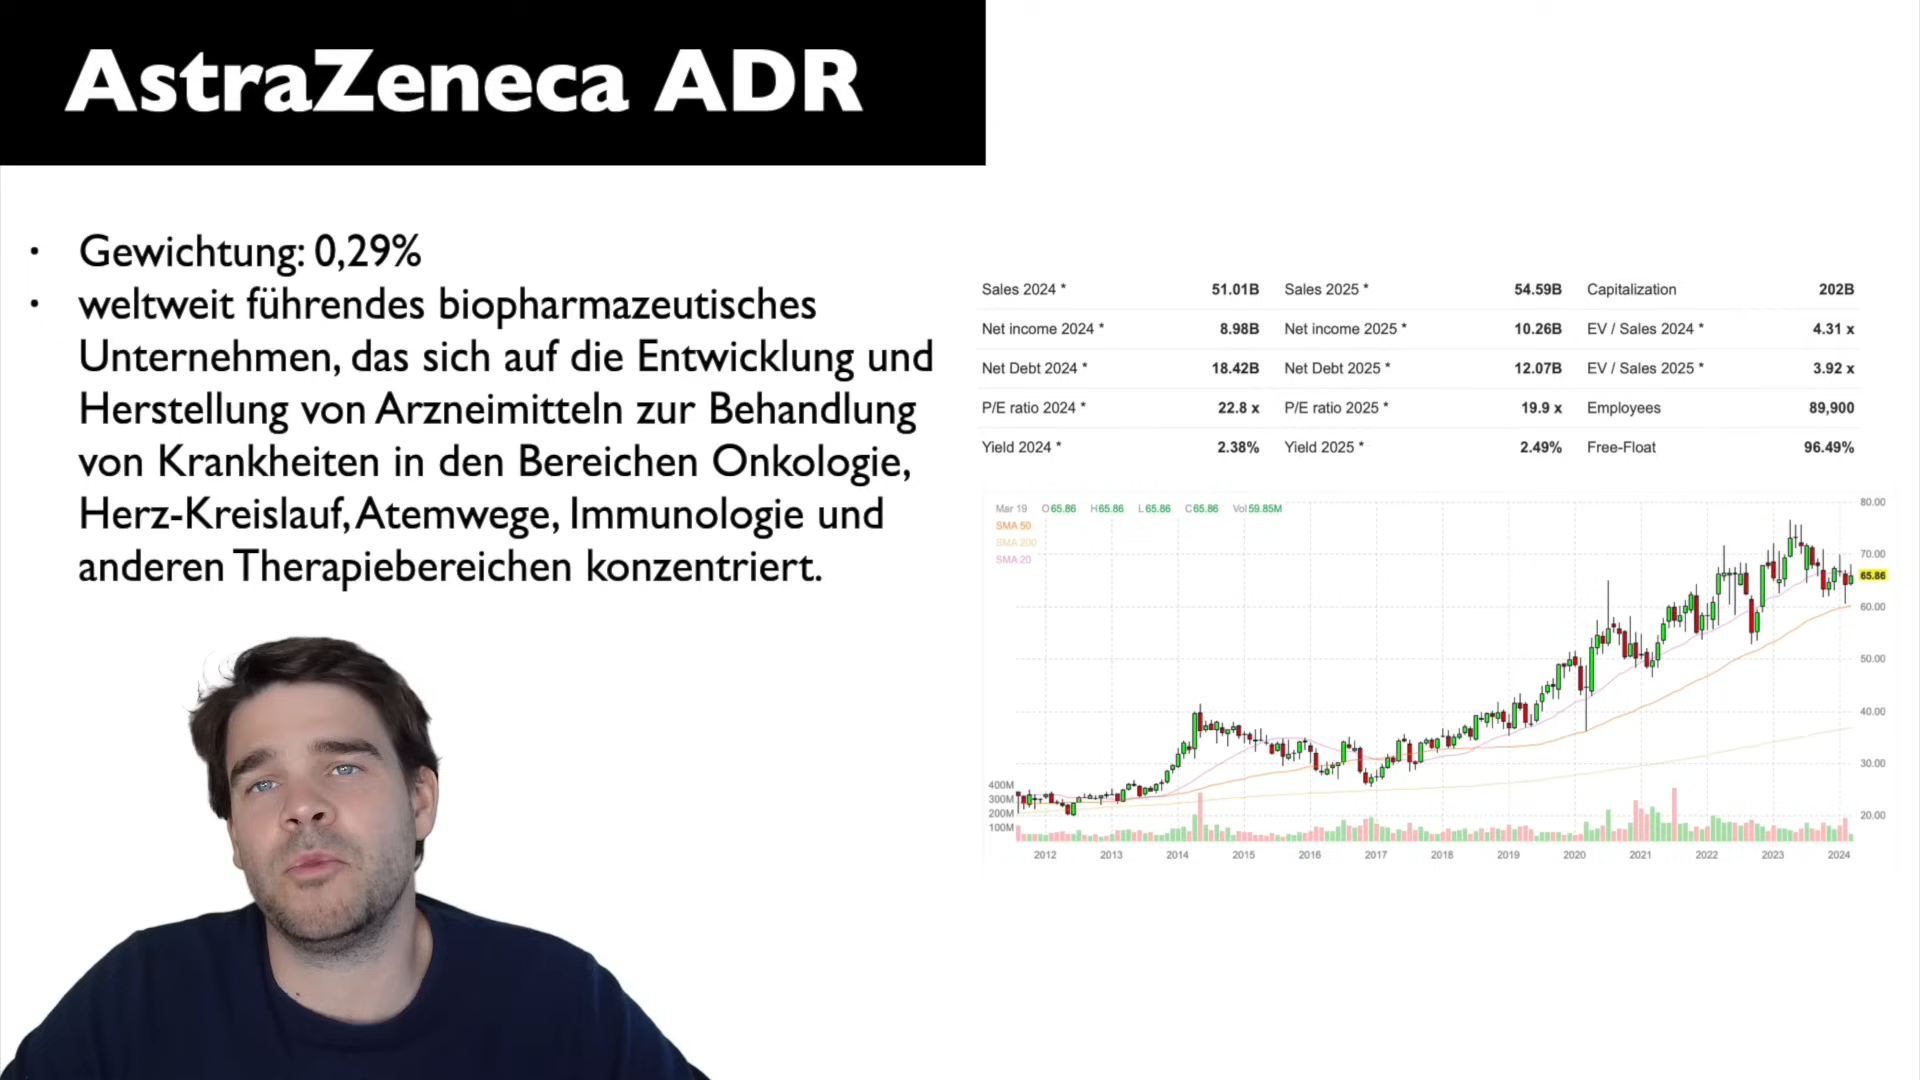 AstraZeneca ADR
• Gewichtung: 0,29%
• weltweit führendes biopharmazeutisches
Unternehmen, das sich auf die Entwicklung und
Herstellung von Arzneimitteln zur Behandlung
von Krankheiten in den Bereichen Onkologie,
Herz-Kreislauf, Atemwege, Immunologie und
anderen Therapiebereichen konzentriert.
Sales 2024 * 51.01B Sales 2025 * 54.59B Capitalization 202B
Net income 2024 * 8.98B Net income 2025 * 10.26B EV / Sales 2024 * 4.31 x
Net Debt 2024 * 18.42B Net Debt 2025 * 12.07B EV / Sales 2025 * 3.92 x
P/E ratio 2024 * 22.8 x P/E ratio 2025 * 19.9 x Employees 89,900
Yield 2024 * 2.38% Yield 2025 * 2.49% Free-Float 96.49%
Mar 19 O65.86 H65.86 L65.86 C65.86 Vol59.85M
SMA 50
SMA 200
SMA 20
80.00
70.00
65.86
60.00
50.00
40.00
30.00
20.00
400M
300M
200M
100M
2012 2013 2014 2015 2016 2017 2018 2019 2020 2021 2022 2023 2024